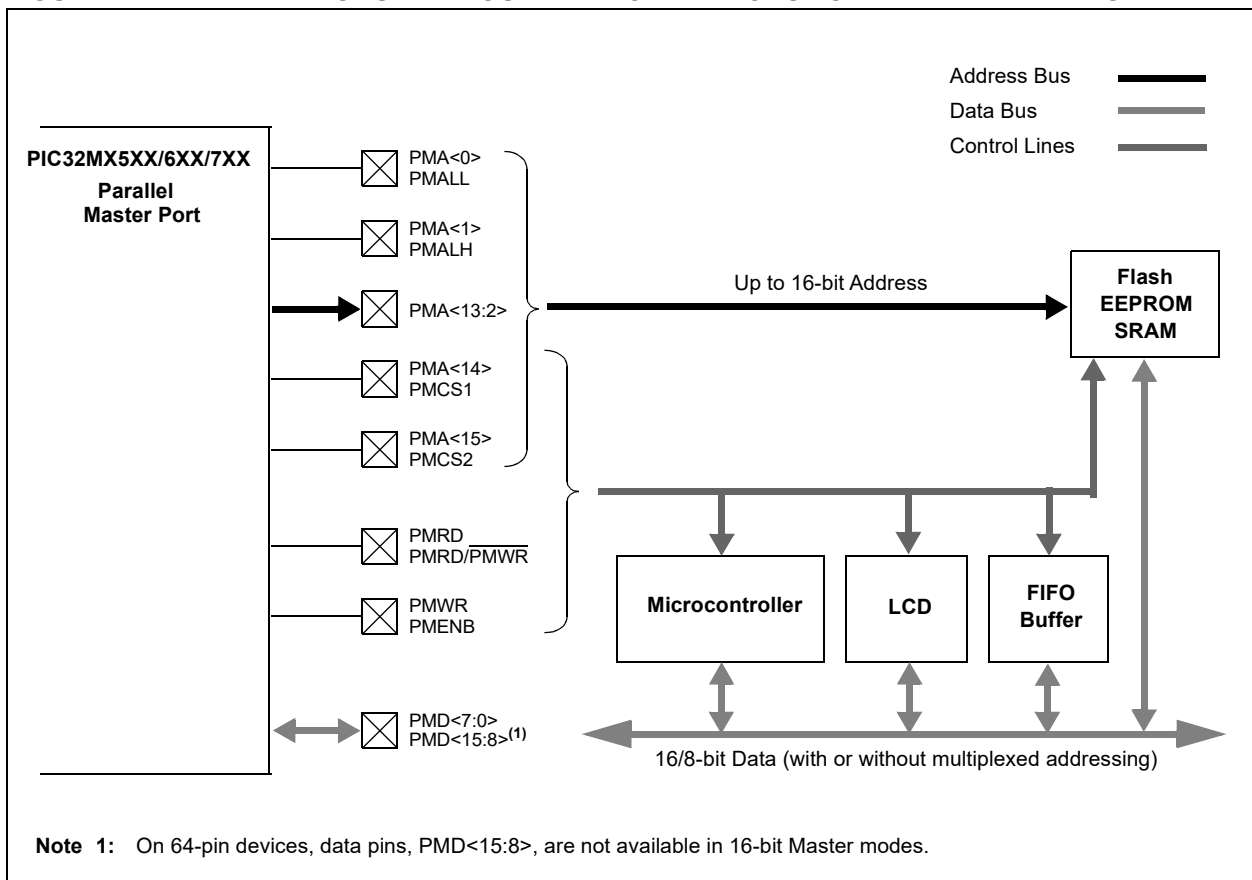 Address Bus
Data Bus
Control Lines
PIC32MX5XX/6XX/7XX
Parallel
Master Port
PMA<0>
PMALL
PMA<1>
PMALH
PMA<13:2>
PMA<14>
PMCS1
PMA<15>
PMCS2
PMRD
PMRD/PMWR
PMWR
PMENB
PMD<7:0>
PMD<15:8>(1)
Up to 16-bit Address
Flash
EEPROM
SRAM
Microcontroller
LCD
FIFO
Buffer
16/8-bit Data (with or without multiplexed addressing)
Note 1: On 64-pin devices, data pins, PMD<15:8>, are not available in 16-bit Master modes.